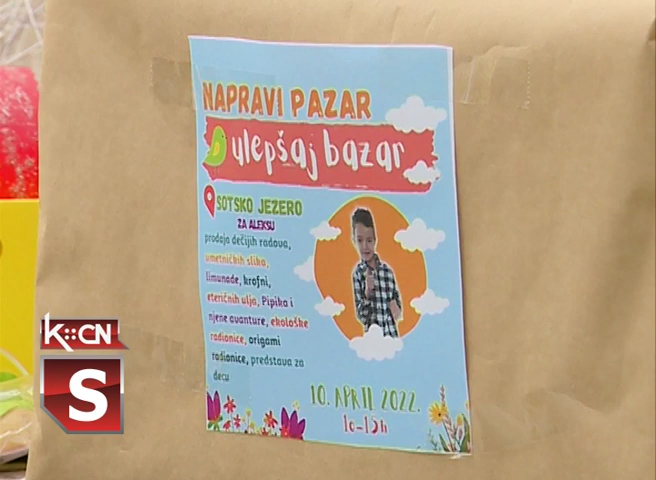 NAPRAVI PAZAR
ulepšaj bazar
SOTSKO JEZERO
ZA ALEKSU
prodaja dečijih radova,
umetničkih slika,
limunade, krofni,
eteričnih ulja, Pipika i
njene avanture, ekološke
radionice, origami
radionice, predstava za
decu
10. APRIL 2022.
10-15h
K::CN
S